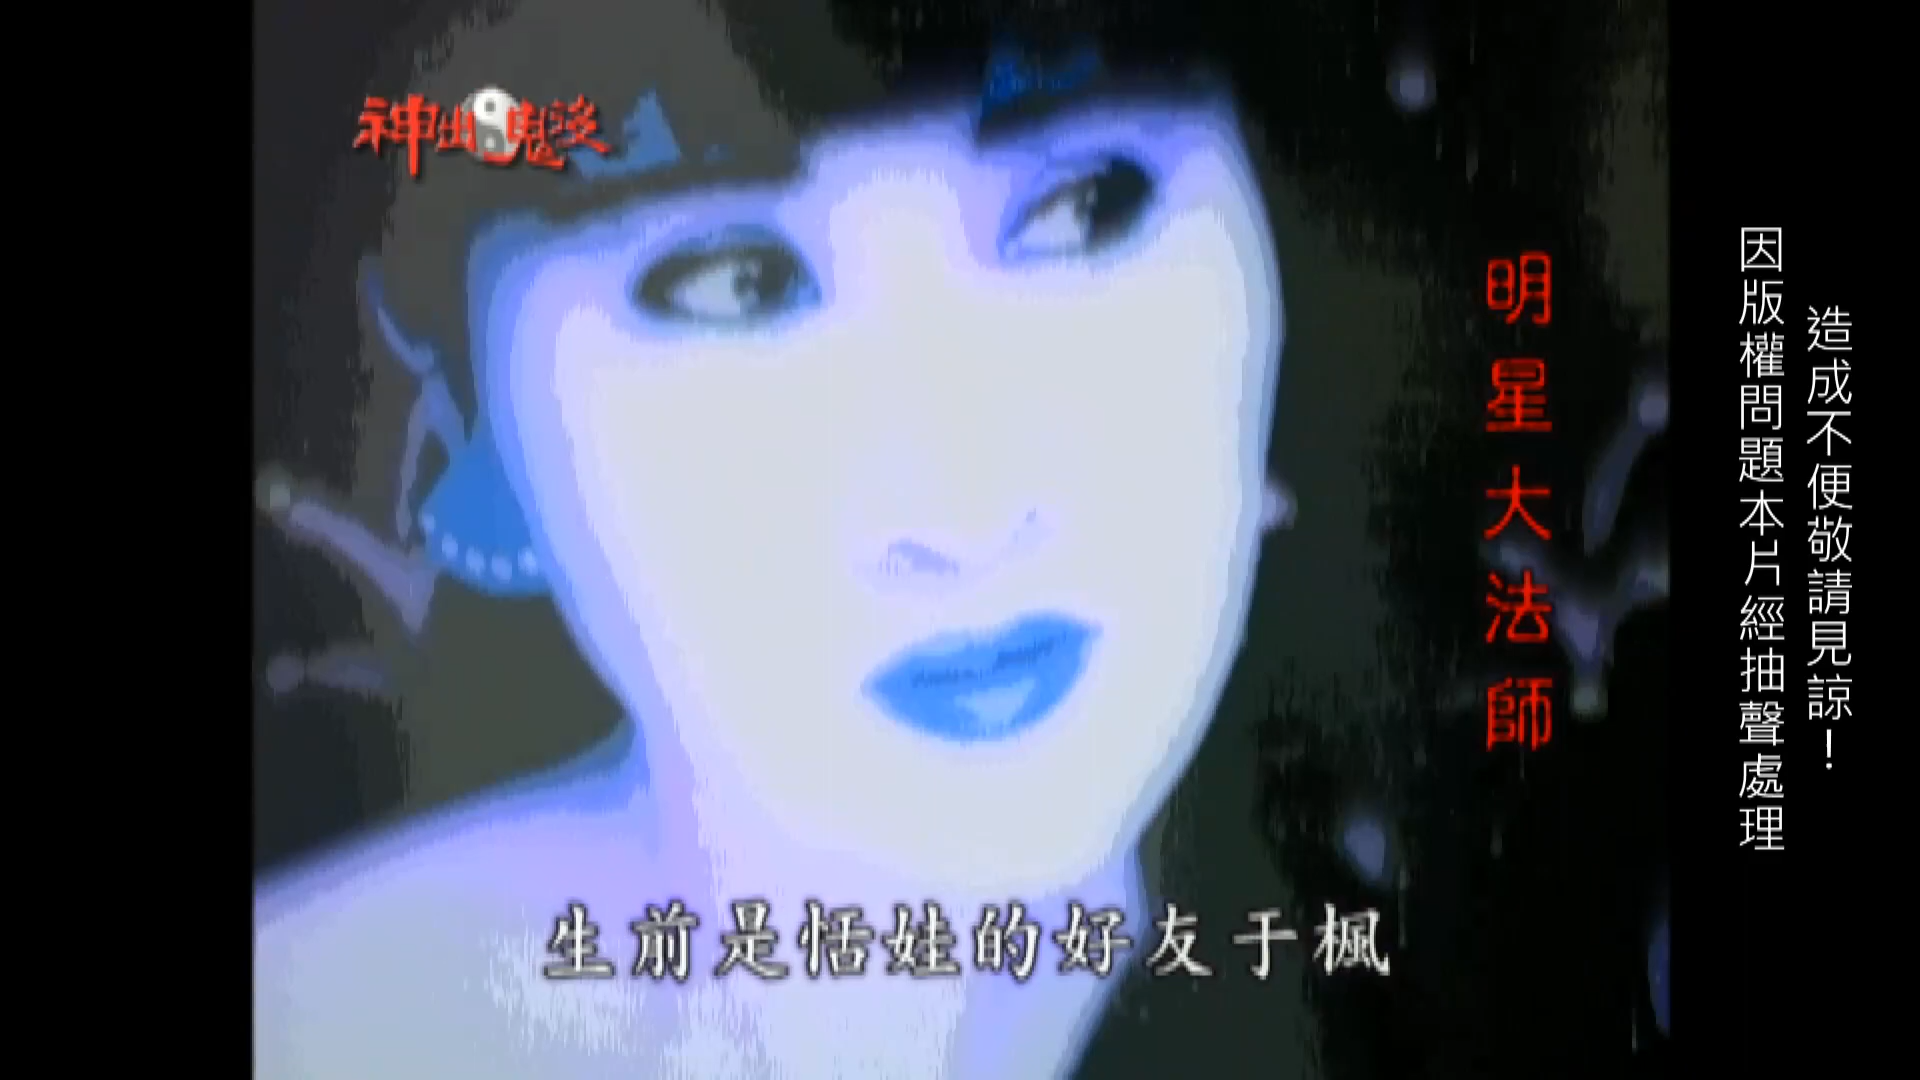 神出鬼沒
明星大法師
因版權問題本片經抽聲處理
造成不便敬請見諒！
生前是恬娃的好友于楓